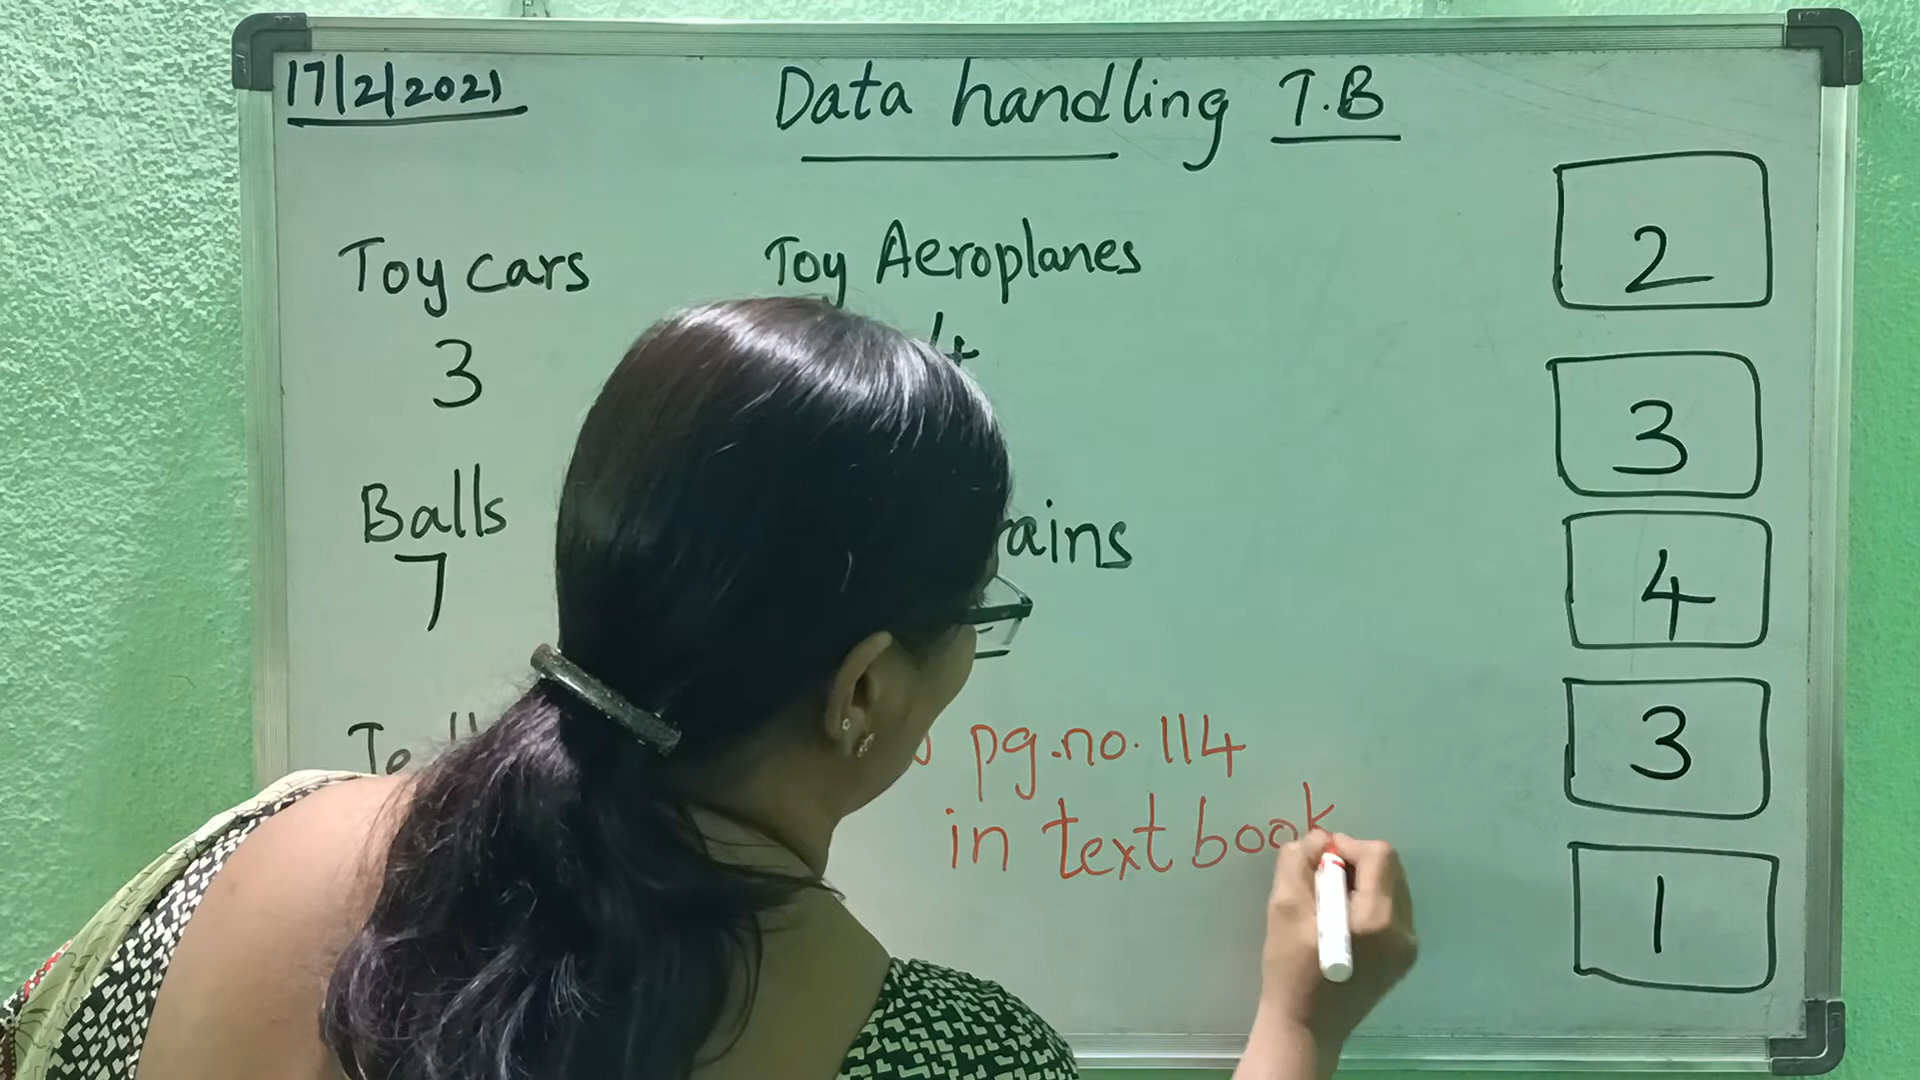 17/2/2021
Data handling T.B
Toy cars
Toy Aeroplanes
3
4
Balls
7
pg.no.114
in text book
2
3
4
3
1